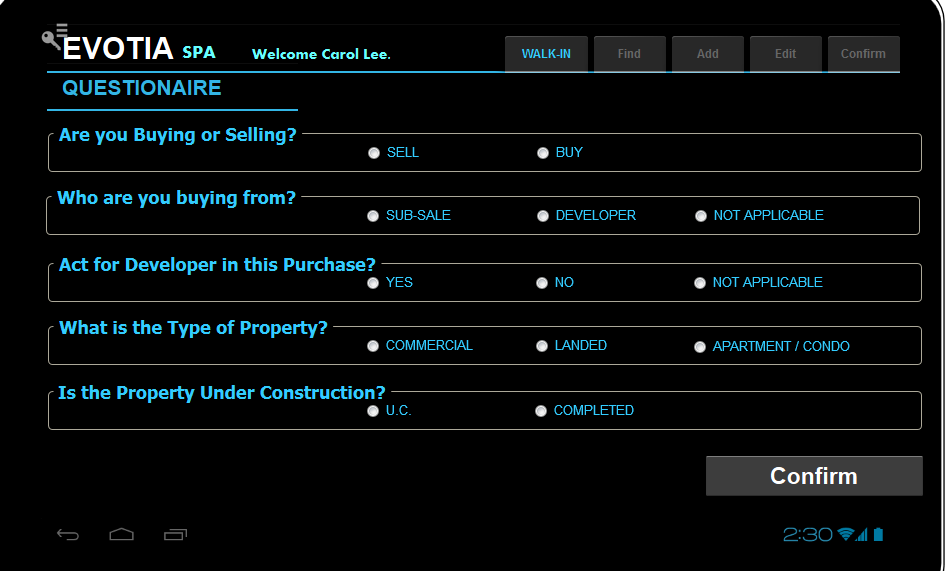 EVOTIA SPA Welcome Carol Lee. WALK-IN Find Add Edit Confirm
QUESTIONAIRE
Are you Buying or Selling?
SELL BUY
Who are you buying from?
SUB-SALE DEVELOPER NOT APPLICABLE
Act for Developer in this Purchase?
YES NO NOT APPLICABLE
What is the Type of Property?
COMMERCIAL LANDED APARTMENT / CONDO
Is the Property Under Construction?
U.C. COMPLETED
Confirm
2:30